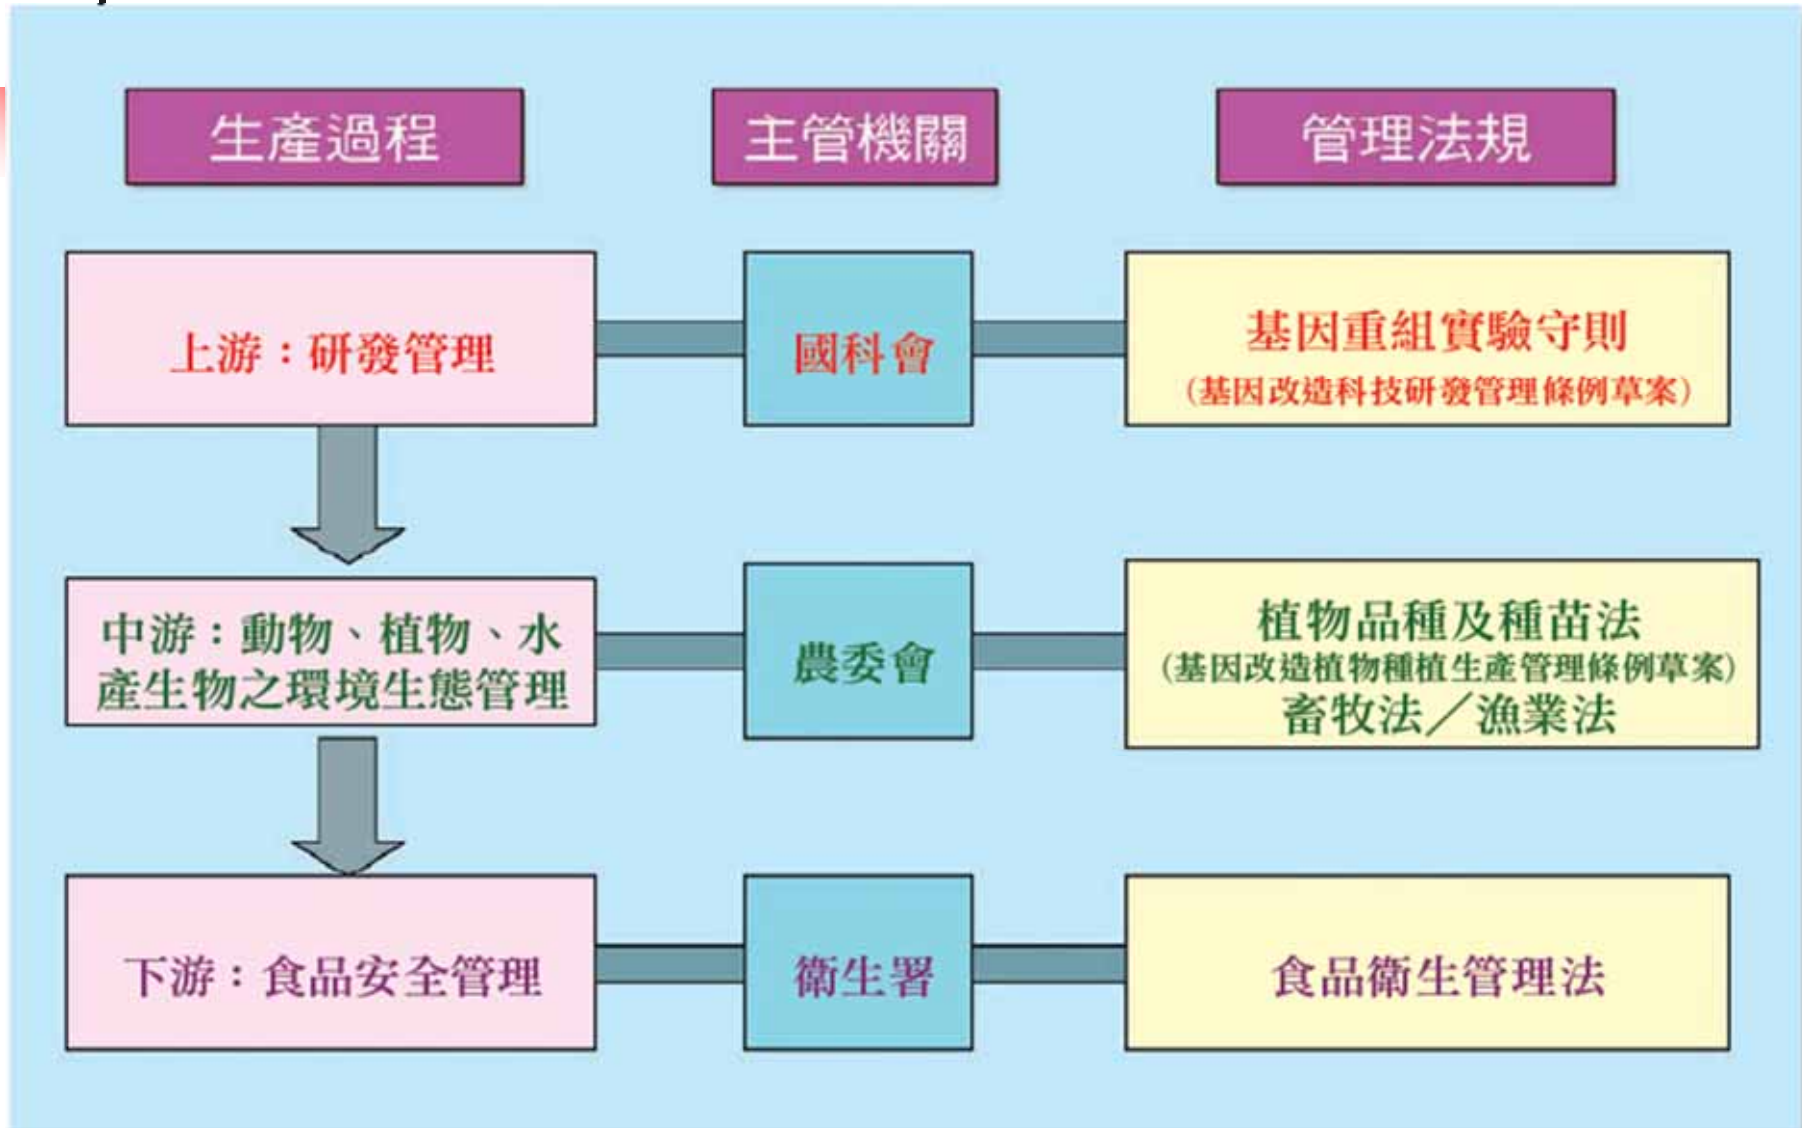 生產過程
主管機關
管理法規
上游：研發管理
國科會
基因重組實驗守則
（基因改造科技研發管理條例草案）
中游：動物、植物、水
產生物之環境生態管理
農委會
植物品種及種苗法
（基因改造植物種植生產管理條例草案）
畜牧法／漁業法
下游：食品安全管理
衛生署
食品衛生管理法